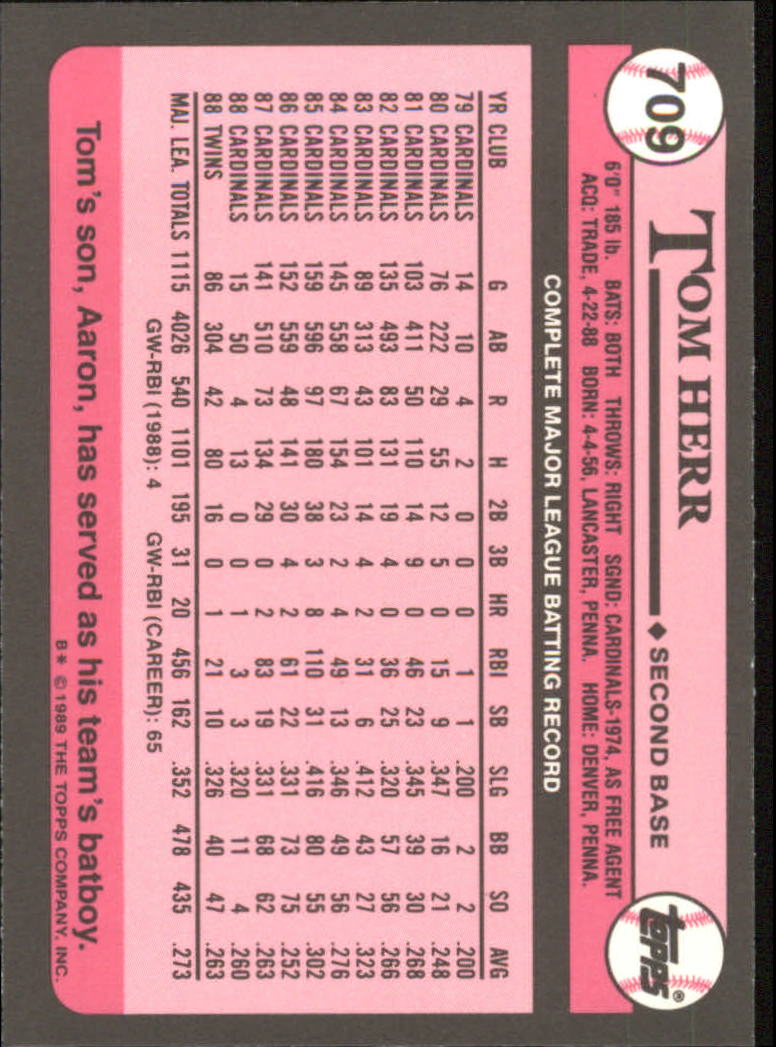 709
TOM HERR ♦ SECOND BASE
Topps®
6'0" 185 lb. BATS: BOTH THROWS: RIGHT SGND: CARDINALS-1974, AS FREE AGENT
ACQ: TRADE, 4-22-88 BORN: 4-4-56, LANCASTER, PENNA. HOME: DENVER, PENNA.
COMPLETE MAJOR LEAGUE BATTING RECORD
YR CLUB G AB R H 2B 3B HR RBI SB SLG BB SO AVG
79 CARDINALS 14 10 4 2 0 0 0 1 1 .200 2 2 .200
80 CARDINALS 76 222 29 55 12 5 0 15 9 .347 16 21 .248
81 CARDINALS 103 411 50 110 14 9 0 46 23 .345 39 30 .268
82 CARDINALS 135 493 83 131 19 4 0 36 25 .320 57 56 .266
83 CARDINALS 89 313 43 101 14 4 2 31 6 .412 43 27 .323
84 CARDINALS 145 558 67 154 23 2 4 49 13 .346 49 56 .276
85 CARDINALS 159 596 97 180 38 3 8 110 31 .416 80 55 .302
86 CARDINALS 152 559 48 141 30 4 2 61 22 .331 73 75 .252
87 CARDINALS 141 510 73 134 29 0 2 83 19 .331 68 62 .263
88 CARDINALS 15 50 4 13 0 0 1 3 3 .320 11 4 .260
88 TWINS 86 304 42 80 16 0 1 21 10 .326 40 47 .263
MAJ. LEA. TOTALS 1115 4026 540 1101 195 31 20 456 162 .352 478 435 .273
GW-RBI (1988): 4 GW-RBI (CAREER): 65
Tom's son, Aaron, has served as his team's batboy.
B* © 1989 THE TOPPS COMPANY, INC.